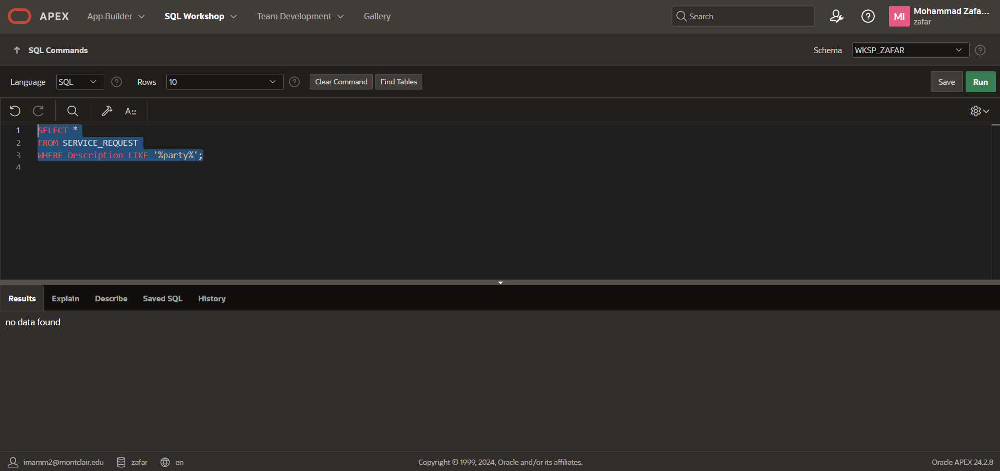 APEX App Builder SQL Workshop Team Development Gallery Search MI Mohammad Zafa...
zafar
SQL Commands Schema WKSP_ZAFAR
Language SQL Rows 10 Clear Command Find Tables Save Run
A::
1 SELECT *
2 FROM SERVICE_REQUEST
3 WHERE Description LIKE '%party%';
4
Results Explain Describe Saved SQL History
no data found
imamm2@montclair.edu zafar en Copyright © 1999, 2024, Oracle and/or its affiliates. Oracle APEX 24.2.8